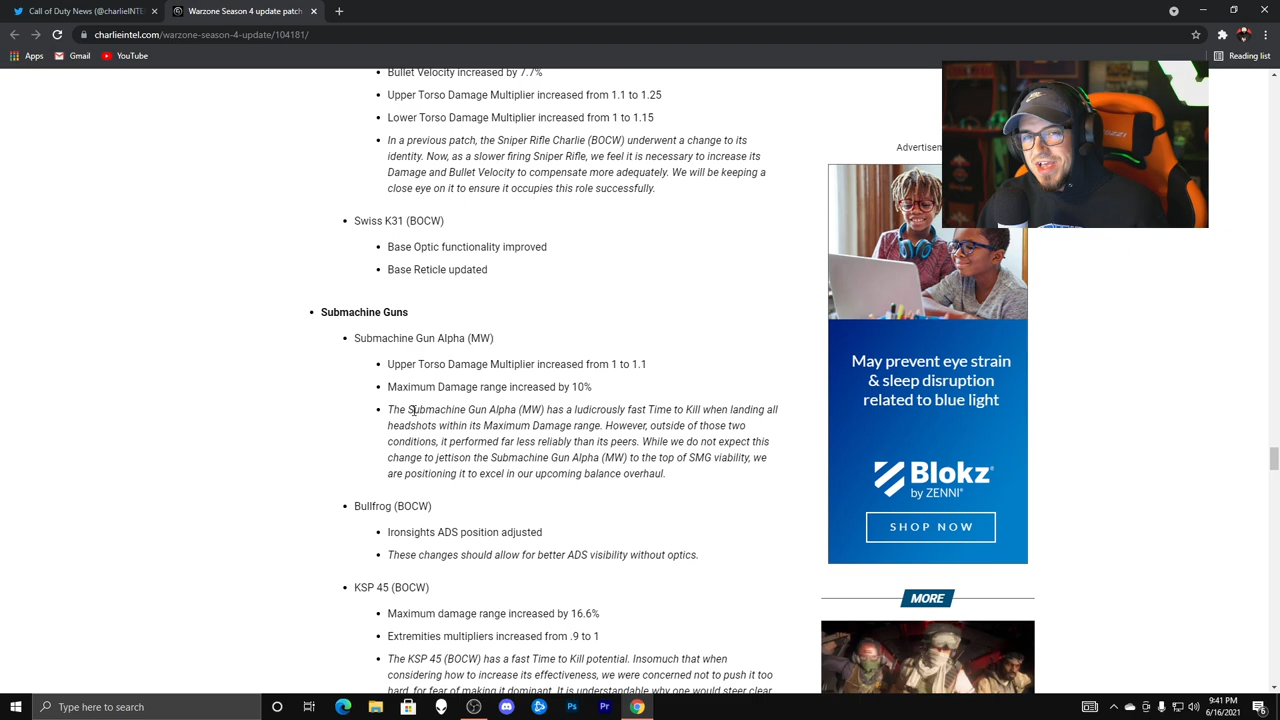 Call of Duty News (@charlieINTE
Warzone Season 4 update patch
charlieintel.com/warzone-season-4-update/104181/
Apps
Gmail
YouTube
Reading list
Bullet Velocity increased by 7.7%
Upper Torso Damage Multiplier increased from 1.1 to 1.25
Lower Torso Damage Multiplier increased from 1 to 1.15
In a previous patch, the Sniper Rifle Charlie (BOCW) underwent a change to its
identity. Now, as a slower firing Sniper Rifle, we feel it is necessary to increase its
Damage and Bullet Velocity to compensate more adequately. We will be keeping a
close eye on it to ensure it occupies this role successfully.
Swiss K31 (BOCW)
Base Optic functionality improved
Base Reticle updated
Submachine Guns
Submachine Gun Alpha (MW)
Upper Torso Damage Multiplier increased from 1 to 1.1
Maximum Damage range increased by 10%
The Submachine Gun Alpha (MW) has a ludicrously fast Time to Kill when landing all
headshots within its Maximum Damage range. However, outside of those two
conditions, it performed far less reliably than its peers. While we do not expect this
change to jettison the Submachine Gun Alpha (MW) to the top of SMG viability, we
are positioning it to excel in our upcoming balance overhaul.
Bullfrog (BOCW)
Ironsights ADS position adjusted
These changes should allow for better ADS visibility without optics.
KSP 45 (BOCW)
Maximum damage range increased by 16.6%
Extremities multipliers increased from .9 to 1
The KSP 45 (BOCW) has a fast Time to Kill potential. Insomuch that when
considering how to increase its effectiveness, we were concerned not to push it too
hard, for fear of making it dominant. It is understandable why one would steer clear
Advertisem
May prevent eye strain
& sleep disruption
related to blue light
Blokz
by ZENNI
SHOP NOW
MORE
Type here to search
9:41 PM
6/16/2021